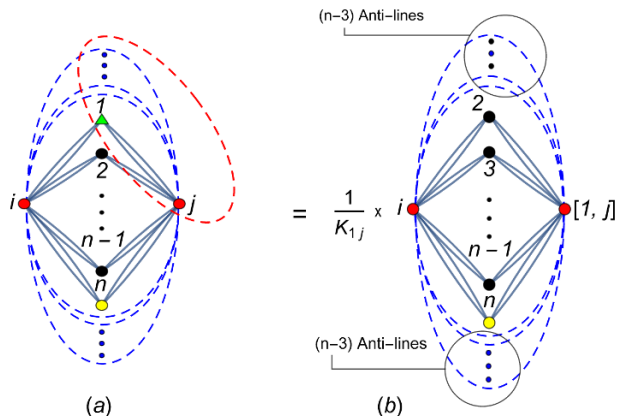 (n-3) Anti-lines
1
2
i
j
n - 1
n
(a)
= 1/K1j ×
2
3
i
[1, j]
n - 1
n
(n-3) Anti-lines
(b)